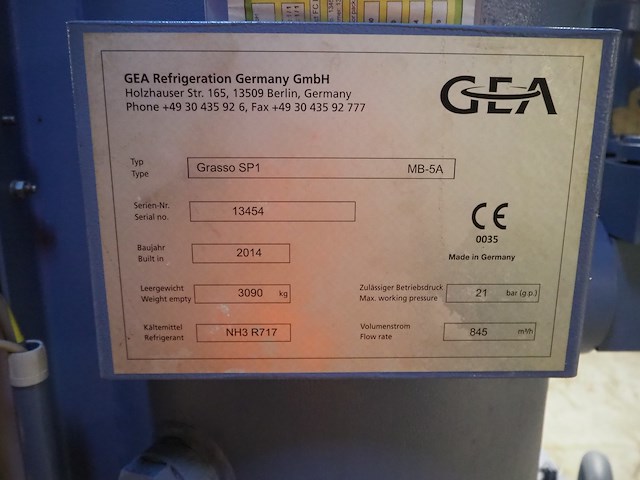 GEA Refrigeration Germany GmbH
Holzhauser Str. 165, 13509 Berlin, Germany
Phone +49 30 435 92 6, Fax +49 30 435 92 777
GEA
Typ
Type
Grasso SP1 MB-5A
Serien-Nr.
Serial no.
13454
CE
0035
Made in Germany
Baujahr
Built in
2014
Leergewicht
Weight empty
3090 kg
Zulässiger Betriebsdruck
Max. working pressure
21 bar (g.p.)
Kältemittel
Refrigerant
NH3 R717
Volumenstrom
Flow rate
845 m³/h